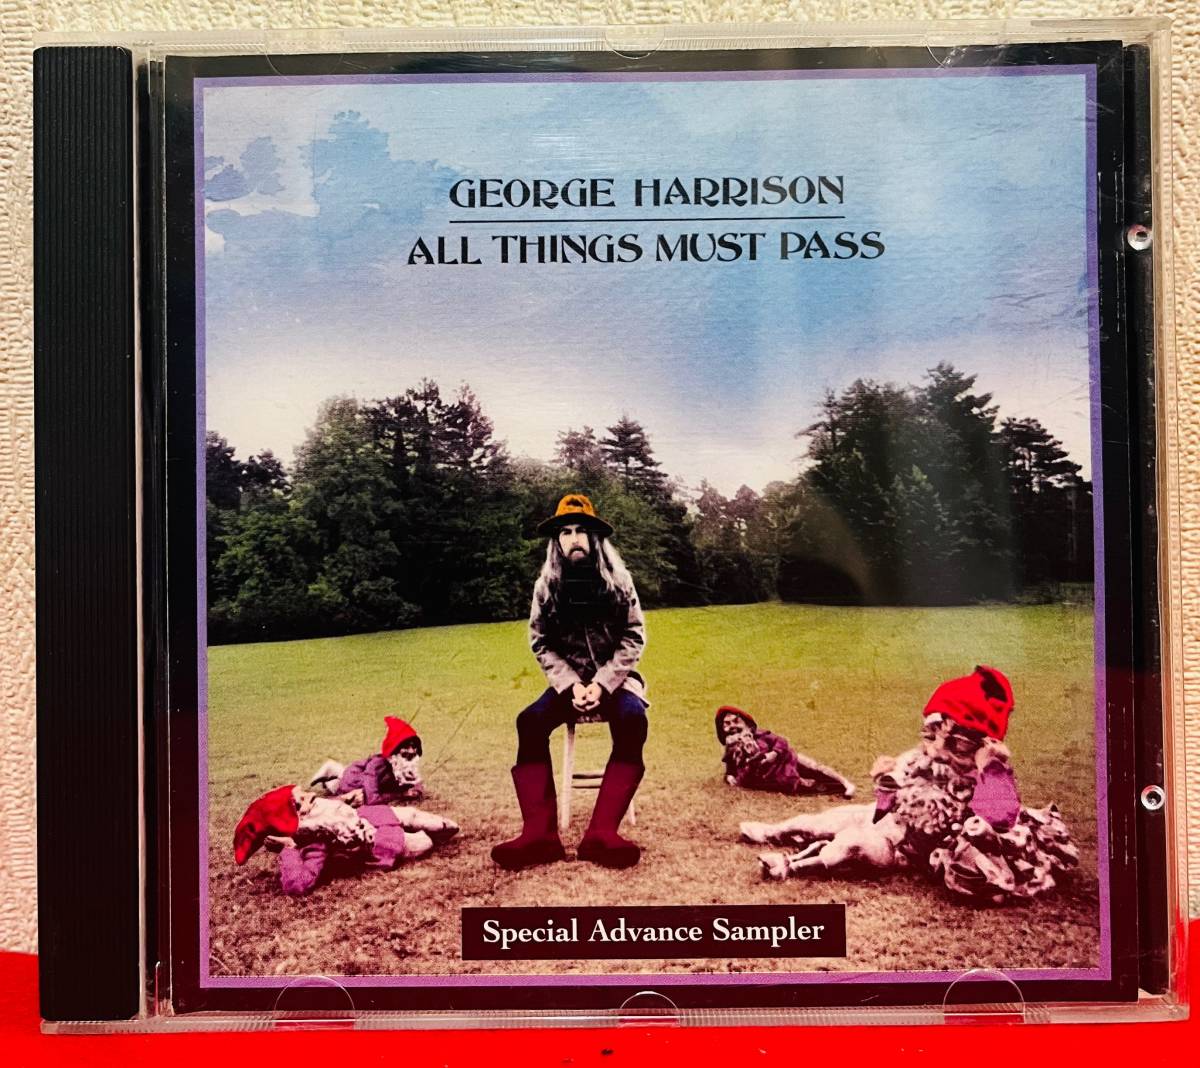 GEORGE HARRISON
ALL THINGS MUST PASS
Special Advance Sampler